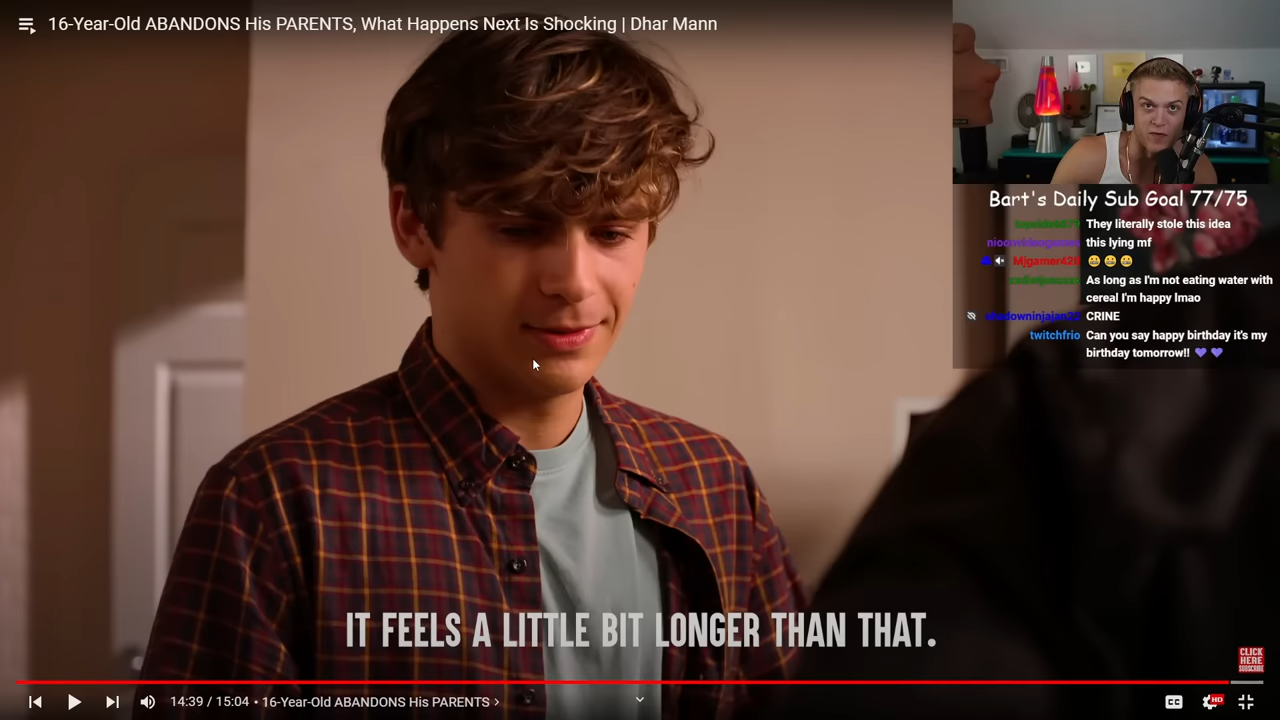 16-Year-Old ABANDONS His PARENTS, What Happens Next Is Shocking | Dhar Mann
Bart's Daily Sub Goal 77/75
They literally stole this idea
this lying mf
Mjgamer428
As long as I'm not eating water with
cereal I'm happy lmao
CRINE
twitchfrio Can you say happy birthday it's my
birthday tomorrow!!
IT FEELS A LITTLE BIT LONGER THAN THAT.
CLICK
HERE
SUBSCRIBE
14:39 / 15:04 • 16-Year-Old ABANDONS His PARENTS
CC
HD